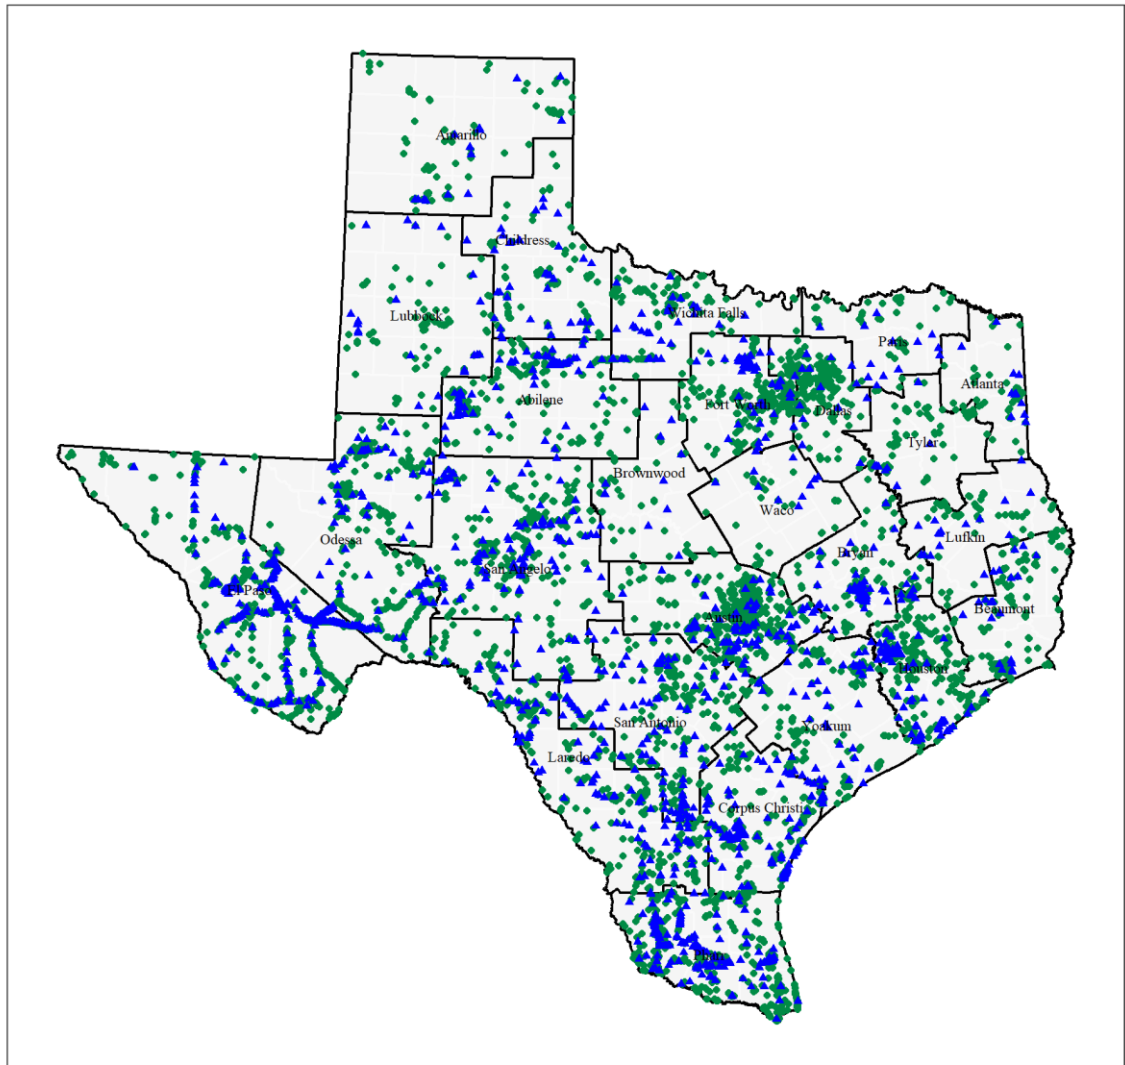 Amarillo
Childress
Wichita Falls
Lubbock
Paris
Atlanta
Abilene
Fort Worth
Dallas
Tyler
Brownwood
Waco
Odessa
Lufkin
Bryan
San Angelo
El Paso
Beaumont
Austin
Houston
San Antonio
Yoakum
Laredo
Corpus Christi
Pharr